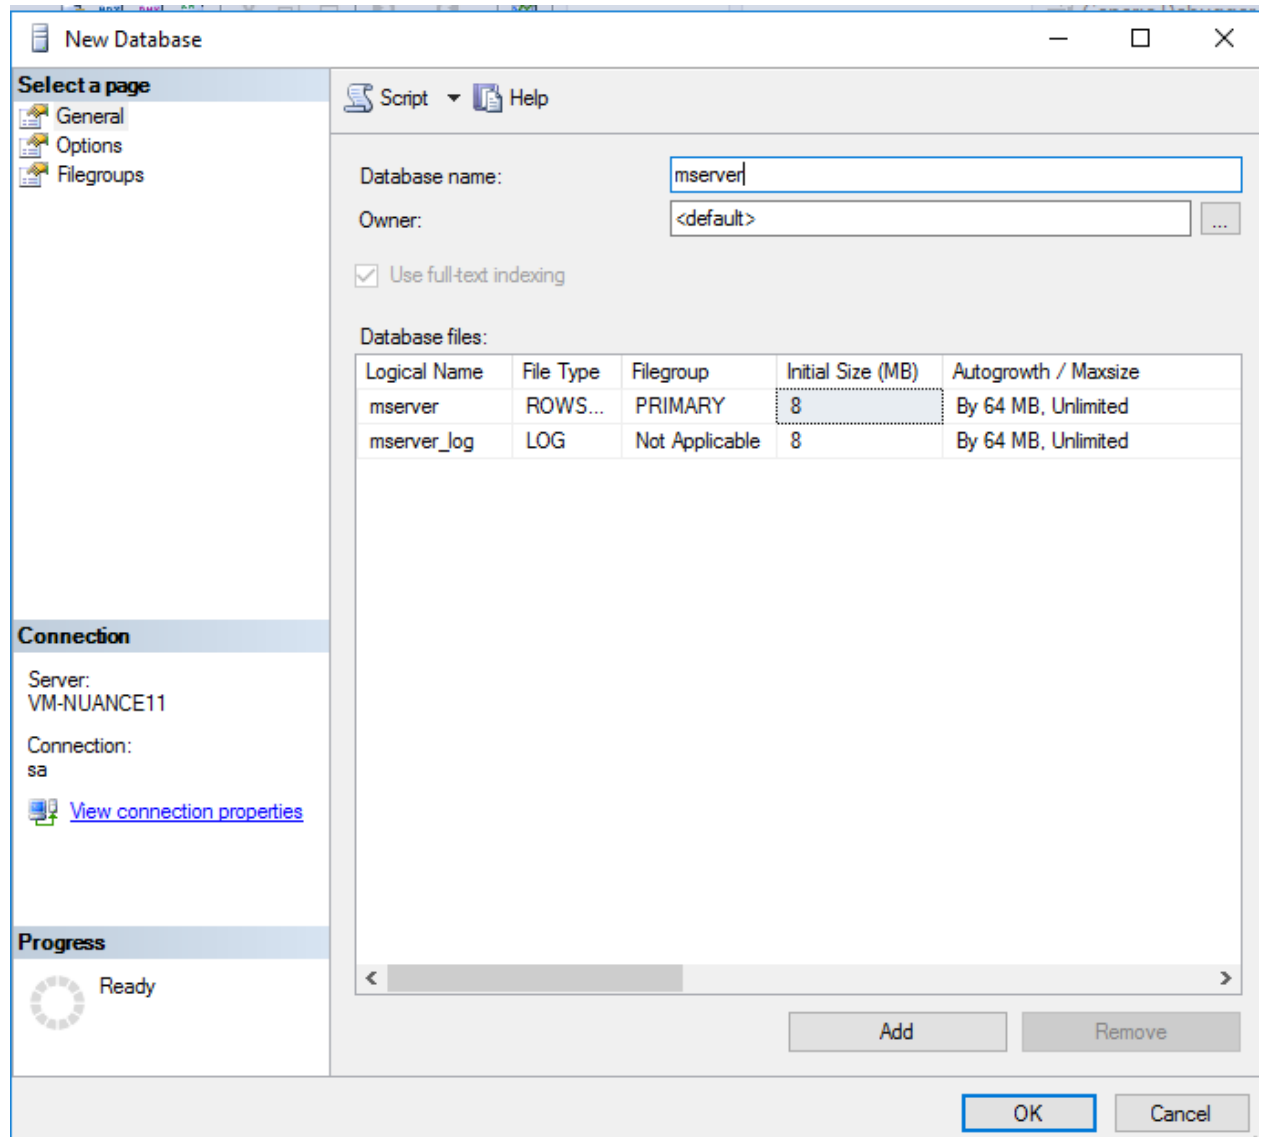 New Database
Select a page
General
Options
Filegroups
Script
Help
Database name:
mserver
Owner:
<default>
...
Use full-text indexing
Database files:
Logical Name File Type Filegroup Initial Size (MB) Autogrowth / Maxsize
mserver ROWS... PRIMARY 8 By 64 MB, Unlimited
mserver_log LOG Not Applicable 8 By 64 MB, Unlimited
Connection
Server:
VM-NUANCE11
Connection:
sa
View connection properties
Progress
Ready
Add Remove
OK Cancel